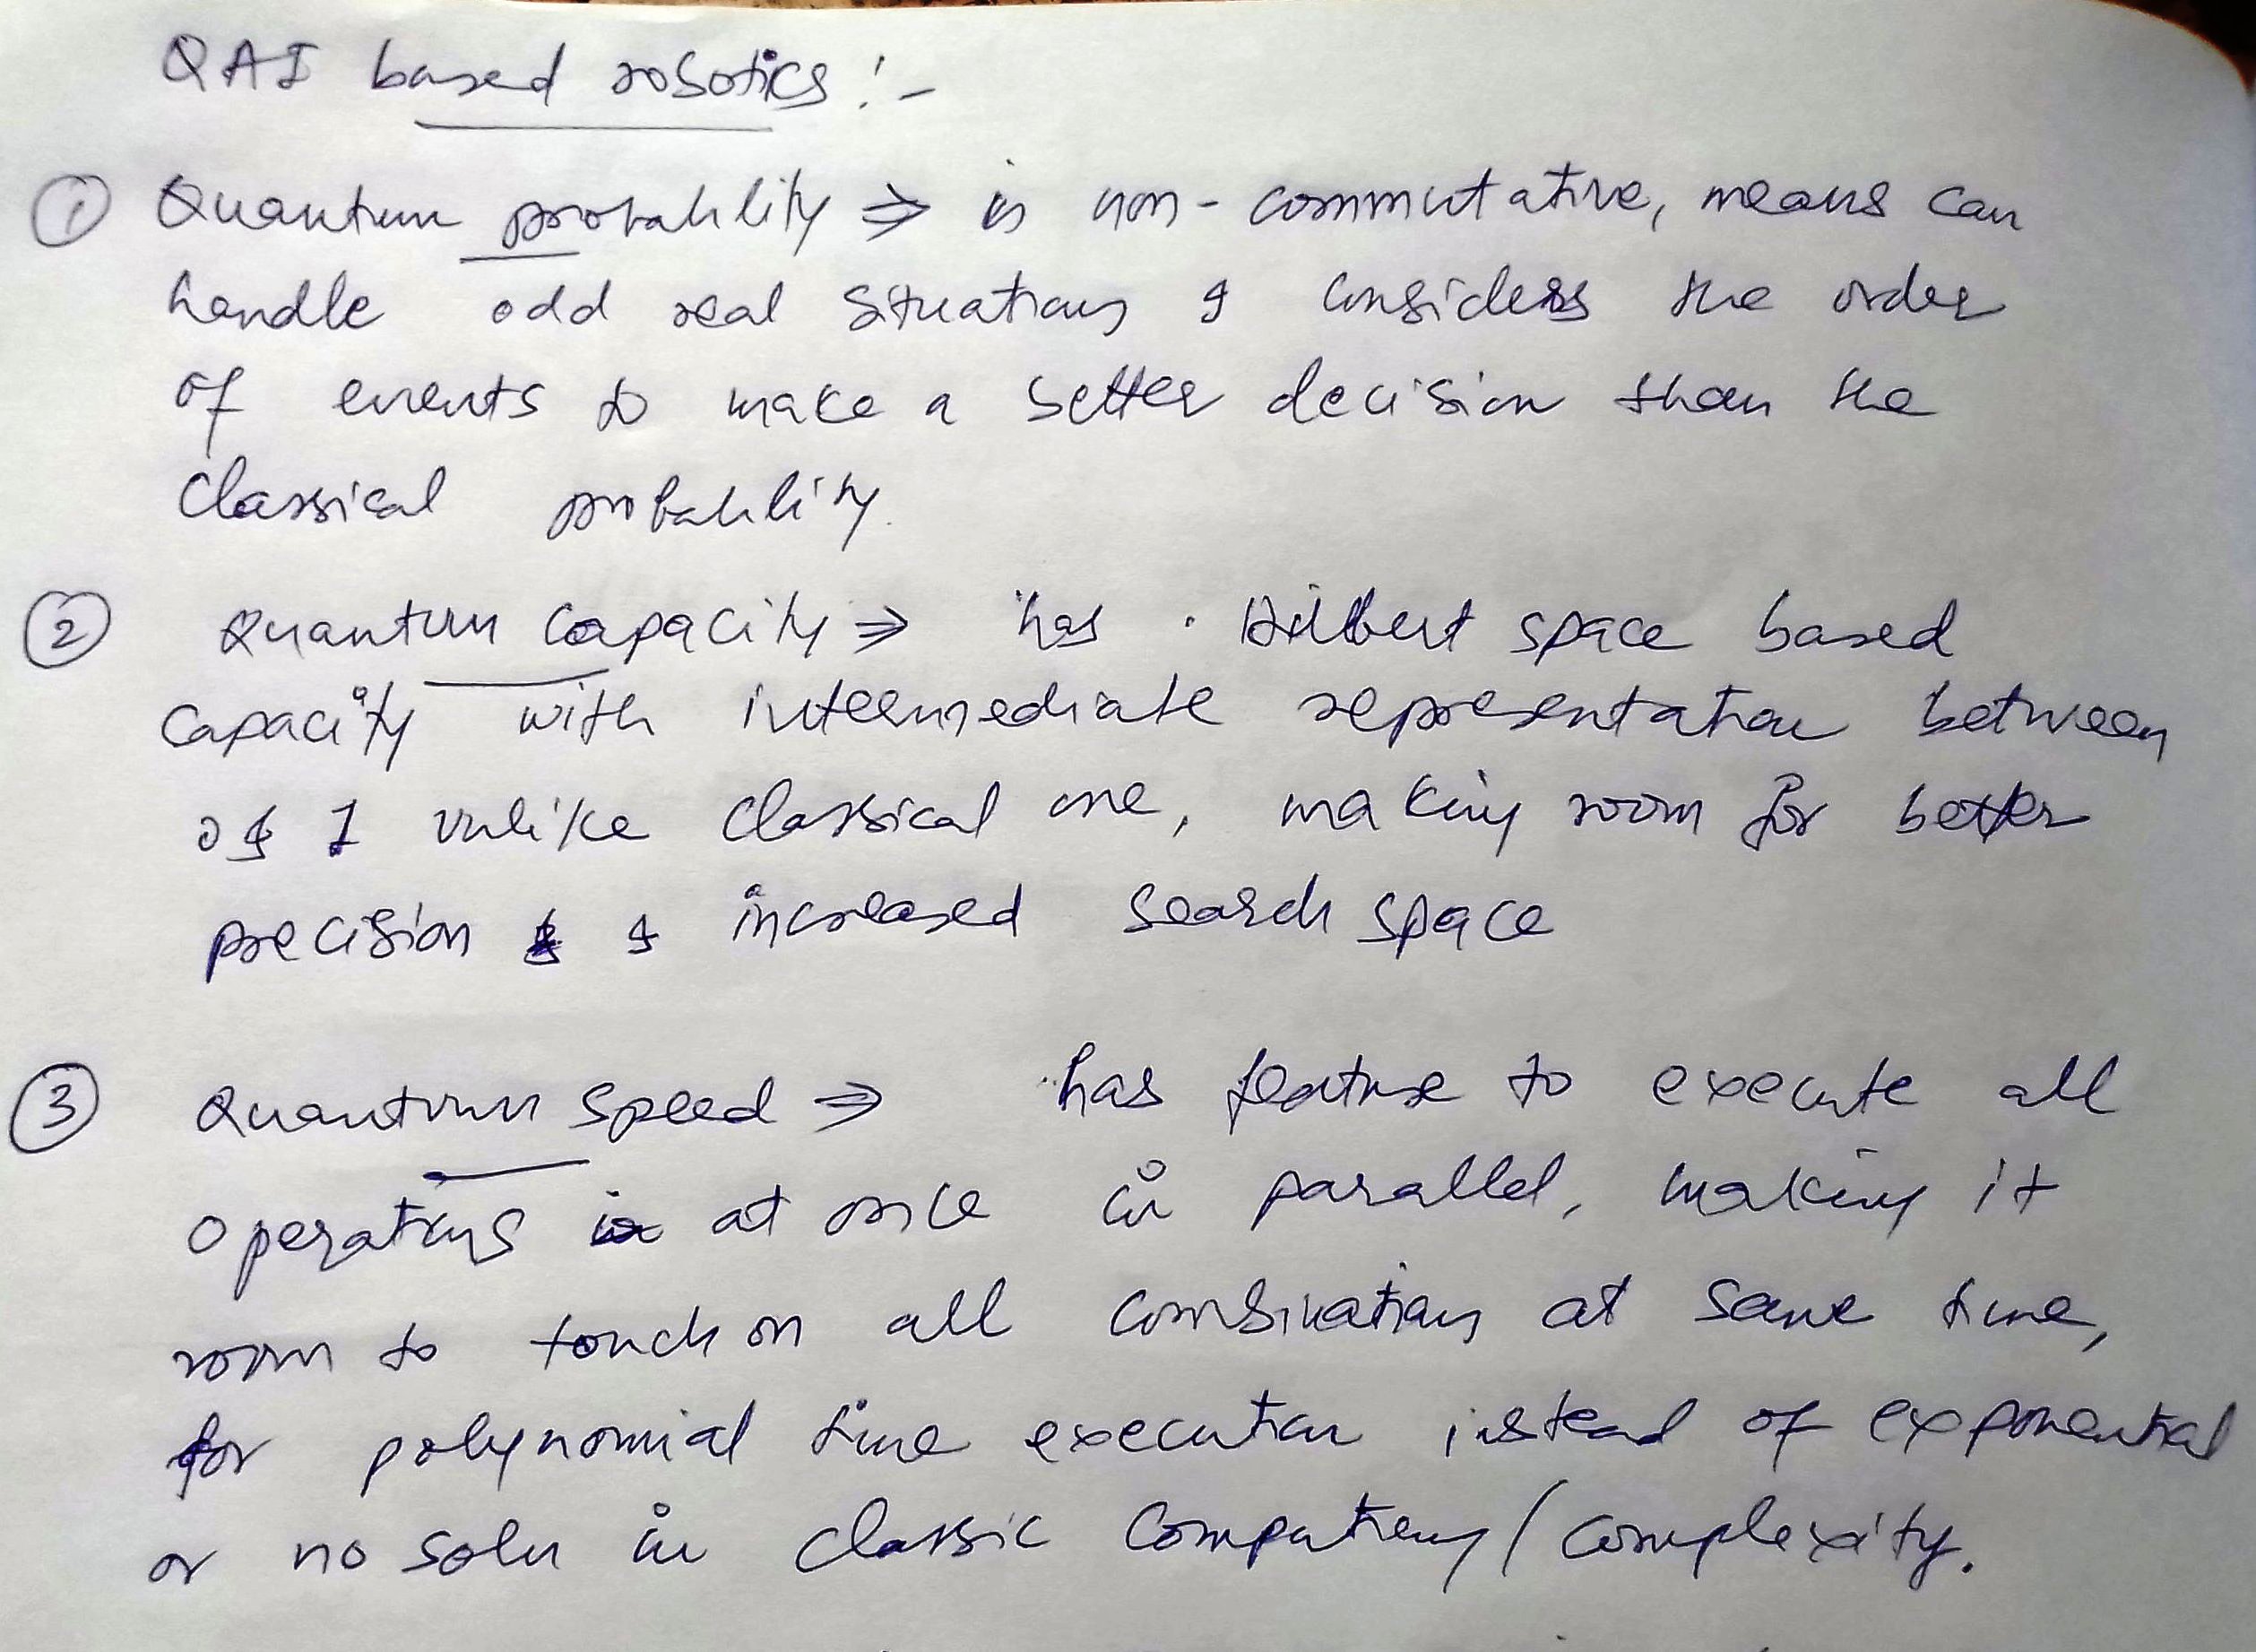 QAI based robotics :-
① Quantum probability ⇒ is non-commutative, means can
handle odd real situations & considers the order
of events to make a better decision than the
classical probability.
② Quantum capacity ⇒ has Hilbert space based
capacity with intermediate representation between
0 & 1 unlike classical one, making room for better
precision & increased search space
③ Quantum speed ⇒ has feature to execute all
operations at once in parallel, making it
room to touch on all combinations at same time,
for polynomial time execution instead of exponential
or no soln in classic computing/complexity.